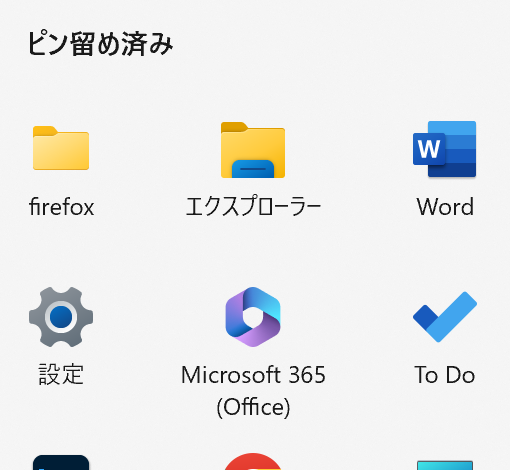 ピン留め済み
firefox
エクスプローラー
Word
設定
Microsoft 365
(Office)
To Do